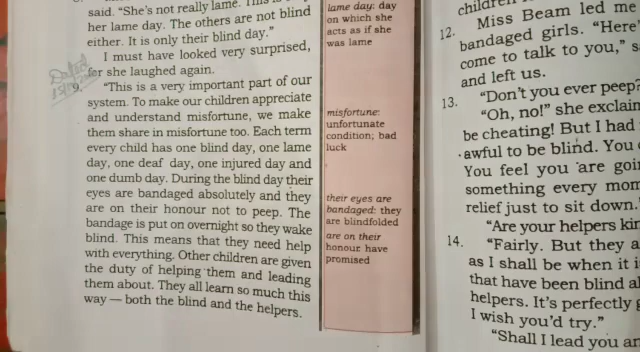 said. "She's not really lame. This is
her lame day. The others are not blind
either. It is only their blind day."
I must have looked very surprised,
for she laughed again.
9. "This is a very important part of our
system. To make our children appreciate
and understand misfortune, we make
them share in misfortune too. Each term
every child has one blind day, one lame
day, one deaf day, one injured day and
one dumb day. During the blind day their
eyes are bandaged absolutely and they
are on their honour not to peep. The
bandage is put on overnight so they wake
blind. This means that they need help
with everything. Other children are given
the duty of helping them and leading
them about. They all learn so much this
way — both the blind and the helpers.
lame day: day
on which she
acts as if she
was lame
misfortune:
unfortunate
condition; bad
luck
their eyes are
bandaged: they
are blindfolded
are on their
honour: have
promised
children
12. Miss Beam led me
bandaged girls. "Here'
come to talk to you," s
and left us.
13. "Don't you ever peep?
"Oh, no!" she exclaim
be cheating! But I had
awful to be blind. You
You feel you are goi
something every mom
relief just to sit down.
"Are your helpers kin
14. "Fairly. But they a
as I shall be when it i
that have been blind al
helpers. It's perfectly g
I wish you'd try."
"Shall I lead you an